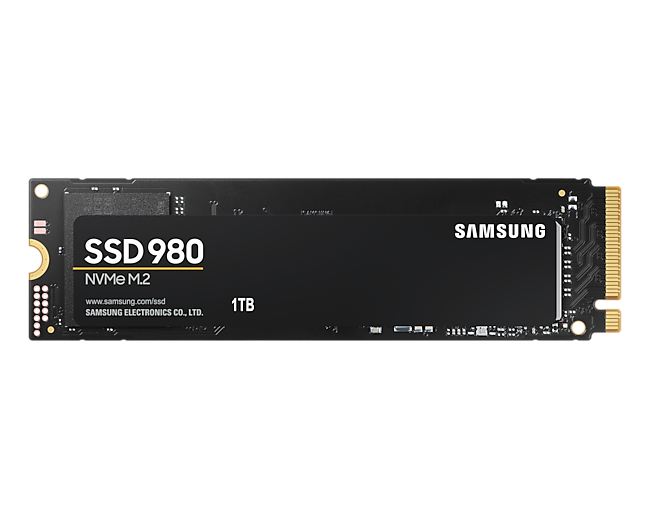 SAMSUNG
SSD 980
NVMe M.2
www.samsung.com/ssd
SAMSUNG ELECTRONICS CO., LTD.
1TB